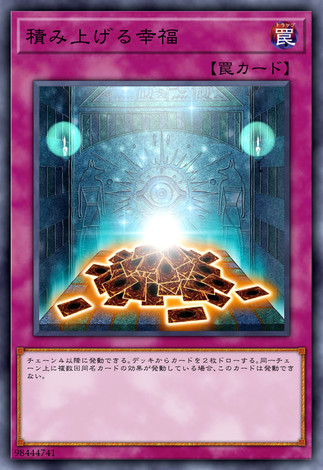 積み上げる幸福
トラップ
罠
【罠カード】
チェーン4以降に発動できる。デッキからカードを2枚ドローする。同一チェ
ーン上に複数回同名カードの効果が発動している場合、このカードは発動でき
ない。
98444741